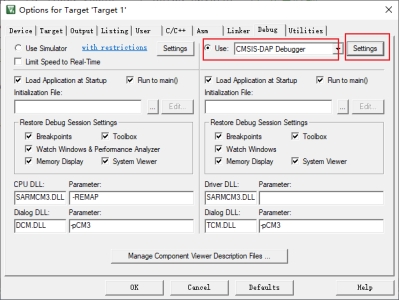 Options for Target 'Target 1'
Device | Target | Output | Listing | User | C/C++ | Asm | Linker | Debug | Utilities
Use Simulator with restrictions Settings
Limit Speed to Real-Time
Use: CMSIS-DAP Debugger Settings
Load Application at Startup Run to main()
Initialization File:
... Edit...
Load Application at Startup Run to main()
Initialization File:
... Edit...
Restore Debug Session Settings
Breakpoints Toolbox
Watch Windows & Performance Analyzer
Memory Display System Viewer
Restore Debug Session Settings
Breakpoints Toolbox
Watch Windows
Memory Display System Viewer
CPU DLL: Parameter:
SARMCM3.DLL -REMAP
Dialog DLL: Parameter:
DCM.DLL -pCM3
Driver DLL: Parameter:
SARMCM3.DLL
Dialog DLL: Parameter:
TCM.DLL -pCM3
Manage Component Viewer Description Files ...
OK Cancel Defaults Help